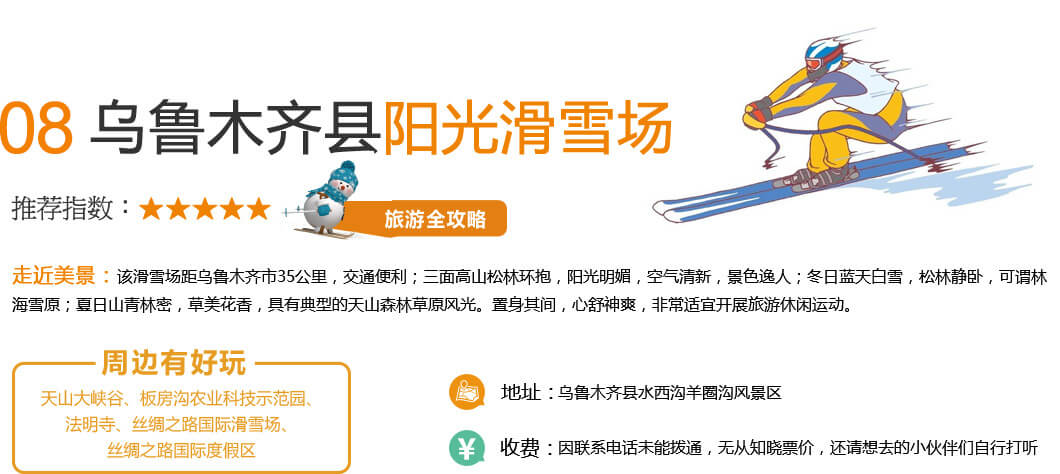 08 乌鲁木齐县阳光滑雪场
推荐指数：★★★★★
旅游全攻略
走近美景：该滑雪场距乌鲁木齐市35公里，交通便利；三面高山松林环抱，阳光明媚，空气清新，景色逸人；冬日蓝天白雪，松林静卧，可谓林
海雪原；夏日山青林密，草美花香，具有典型的天山森林草原风光。置身其间，心舒神爽，非常适宜开展旅游休闲运动。
周边有好玩
天山大峡谷、板房沟农业科技示范园、
法明寺、丝绸之路国际滑雪场、
丝绸之路国际度假区
地址：乌鲁木齐县水西沟羊圈沟风景区
¥
收费：因联系电话未能拨通，无从知晓票价，还请想去的小伙伴们自行打听